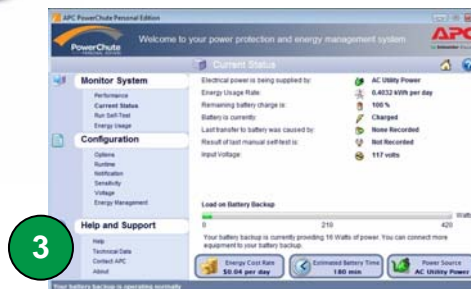 APC PowerChute Personal Edition
PowerChute
Welcome to your power protection and energy management system
APC
Current Status
Monitor System
Performance
Current Status
Run Self-Test
Energy Usage
Configuration
Options
Runtime
Notification
Sensitivity
Voltage
Energy Management
Help and Support
Help
Technical Data
Contact APC
About
Electrical power is being supplied by: AC Utility Power
Energy Usage Rate: 0.4032 kWh per day
Remaining battery charge is: 100 %
Battery is currently: Charged
Last transfer to battery was caused by: None Recorded
Result of last manual self-test is: Not Recorded
Input Voltage: 117 volts
Load on Battery Backup
Watts
0 210 420
Your battery backup is currently providing 16 Watts of power. You can connect more
equipment to your battery backup.
Energy Cost Rate
$0.04 per day
Estimated Battery Time
180 min
Power Source
AC Utility Power
Your battery backup is operating normally
3